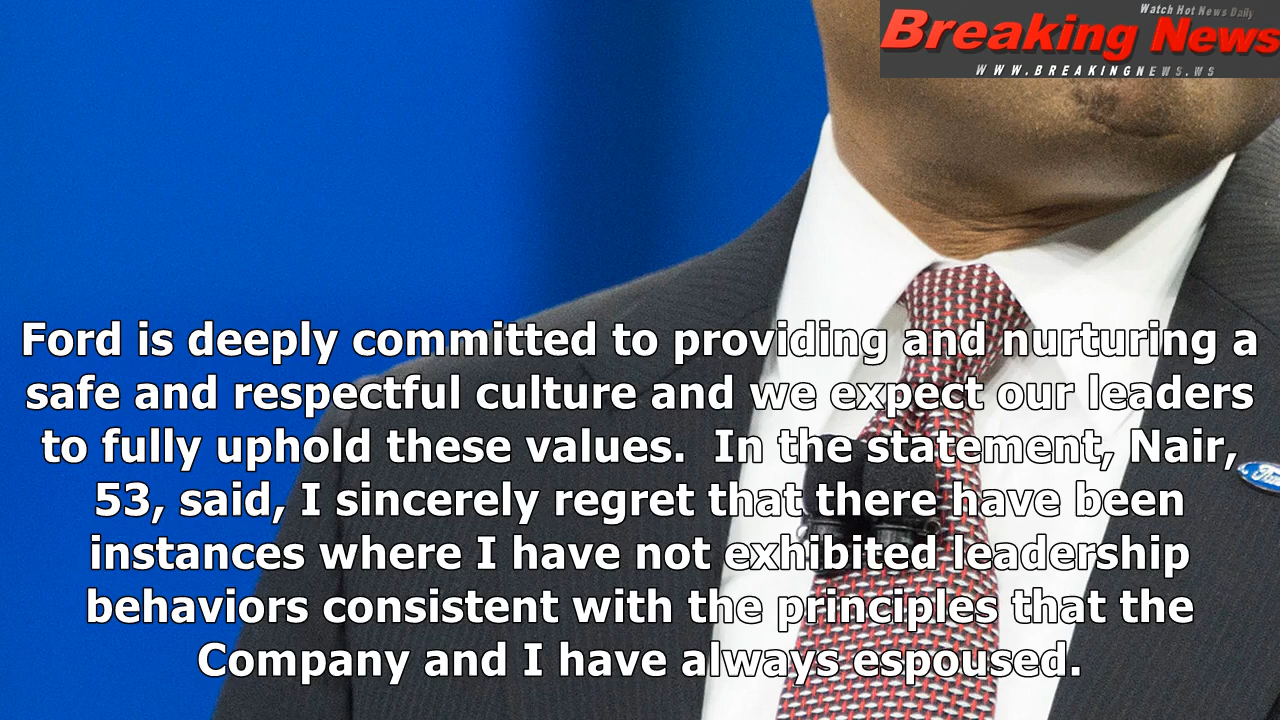 Watch Hot News Daily
Breaking News
WWW.BREAKINGNEWS.WS
Ford is deeply committed to providing and nurturing a
safe and respectful culture and we expect our leaders
to fully uphold these values.  In the statement, Nair,
53, said, I sincerely regret that there have been
instances where I have not exhibited leadership
behaviors consistent with the principles that the
Company and I have always espoused.